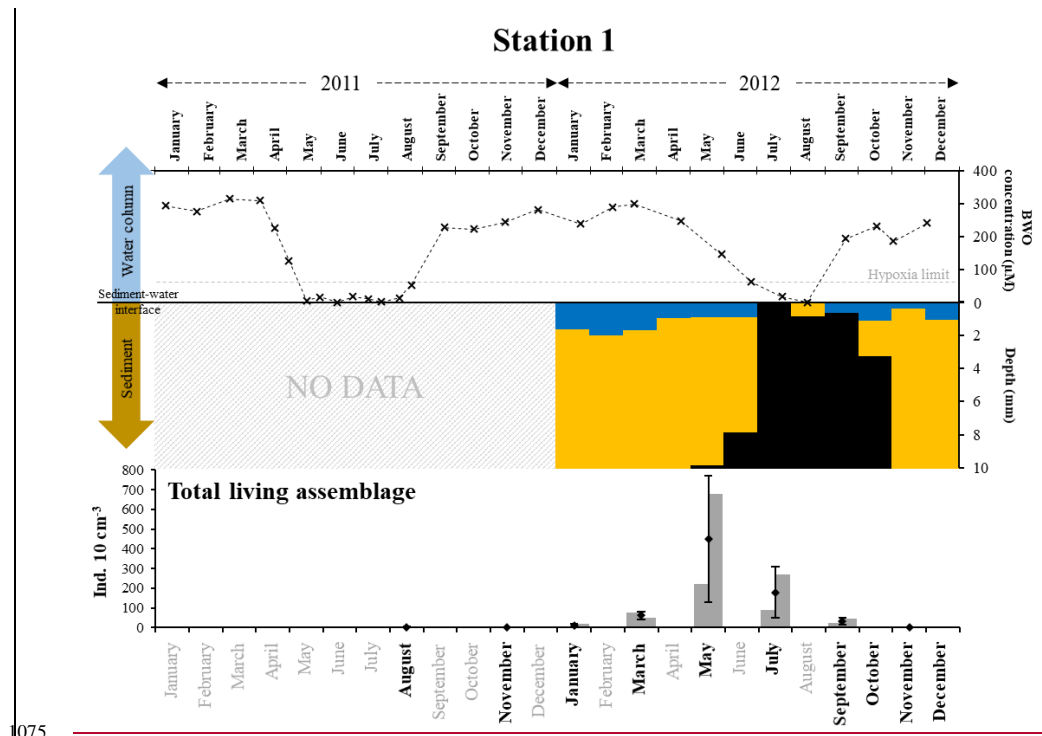 Station 1
2011
2012
January
February
March
April
May
June
July
August
September
October
November
December
January
February
March
April
May
June
July
August
September
October
November
December
Water column
Sediment-water
interface
Sediment
400
300
200
100
0
BWO
concentration (µM)
Hypoxia limit
NO DATA
2
4
6
8
10
Depth (mm)
Total living assemblage
Ind. 10 cm⁻³
800
700
600
500
400
300
200
100
0
January
February
March
April
May
June
July
August
September
October
November
December
January
February
March
April
May
June
July
August
September
October
November
December
1075